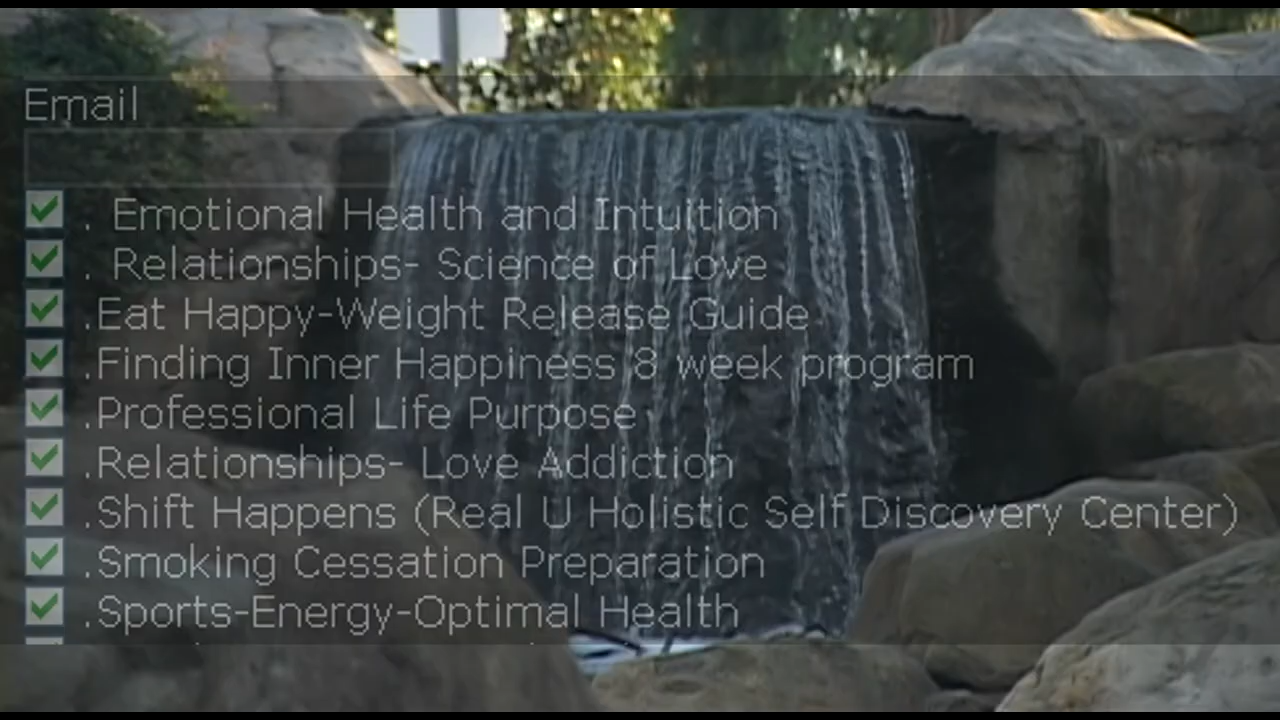 Email
. Emotional Health and Intuition
. Relationships- Science of Love
.Eat Happy-Weight Release Guide
.Finding Inner Happiness 8 week program
.Professional Life Purpose
.Relationships- Love Addiction
.Shift Happens (Real U Holistic Self Discovery Center)
.Smoking Cessation Preparation
.Sports-Energy-Optimal Health